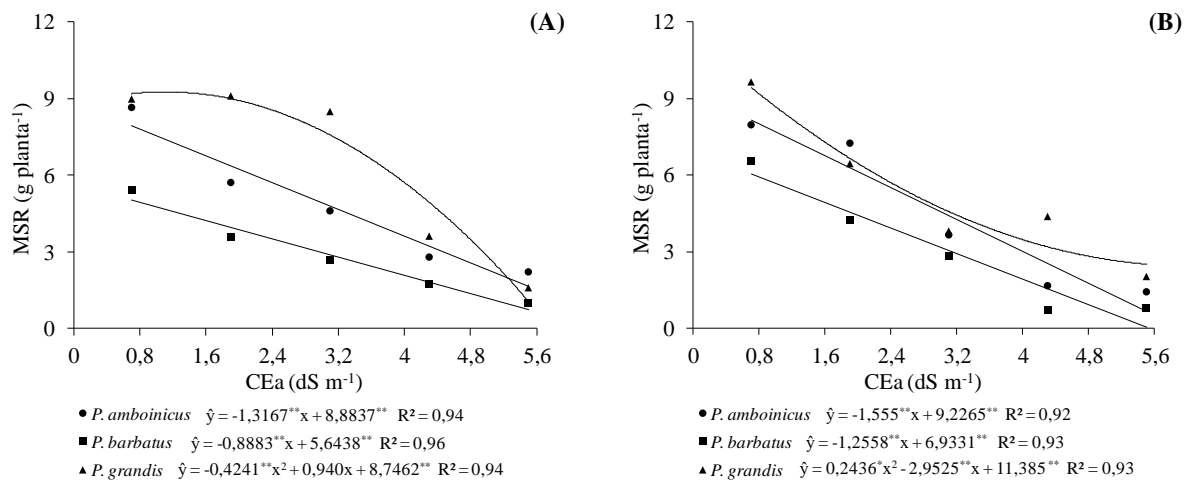 (A)
12
9
6
3
0
MSR (g planta-1)
0 0,8 1,6 2,4 3,2 4 4,8 5,6
CEa (dS m-1)
● P. amboinicus ŷ = -1,3167**x + 8,8837** R² = 0,94
■ P. barbatus ŷ = -0,8883**x + 5,6438** R² = 0,96
▲ P. grandis ŷ = -0,4241**x² + 0,940x + 8,7462** R² = 0,94
(B)
12
9
6
3
0
MSR (g planta-1)
0 0,8 1,6 2,4 3,2 4 4,8 5,6
CEa (dS m-1)
● P. amboinicus ŷ = -1,555**x + 9,2265** R² = 0,92
■ P. barbatus ŷ = -1,2558**x + 6,9331** R² = 0,93
▲ P. grandis ŷ = 0,2436*x² - 2,9525**x + 11,385** R² = 0,93